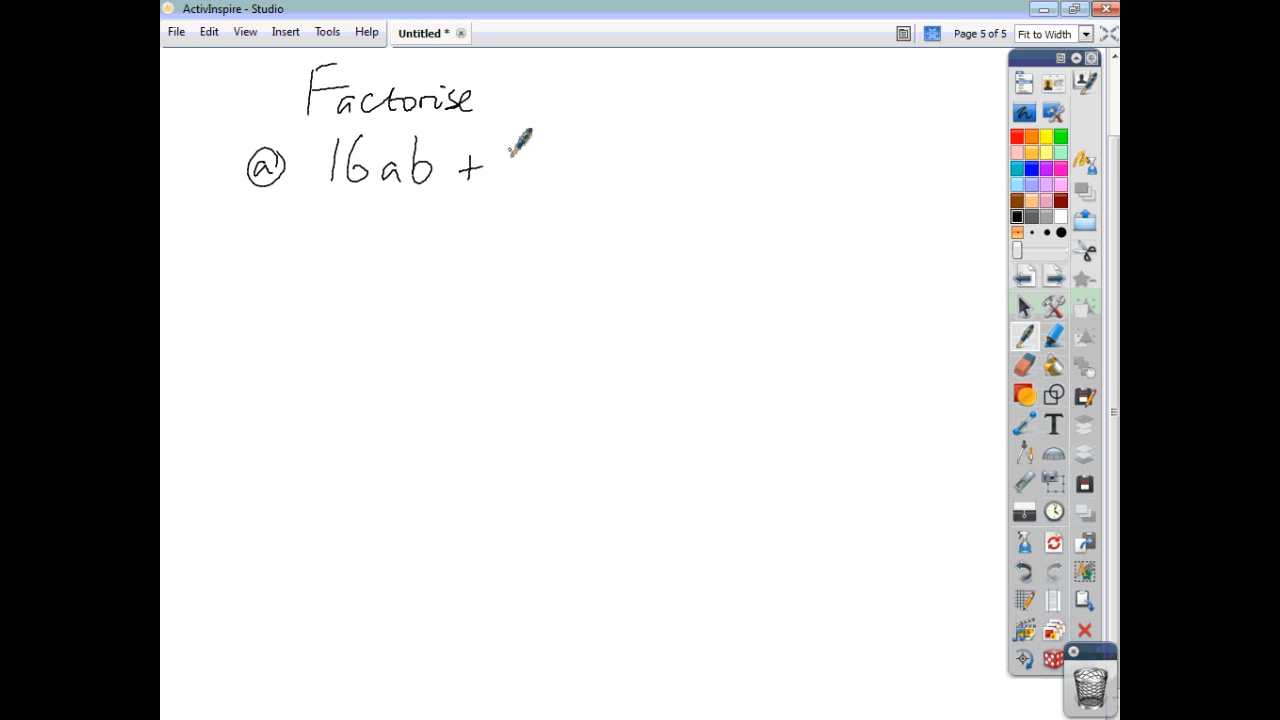 ActivInspire - Studio
File Edit View Insert Tools Help Untitled * Page 5 of 5 Fit to Width
Factorise
(a) 16ab +